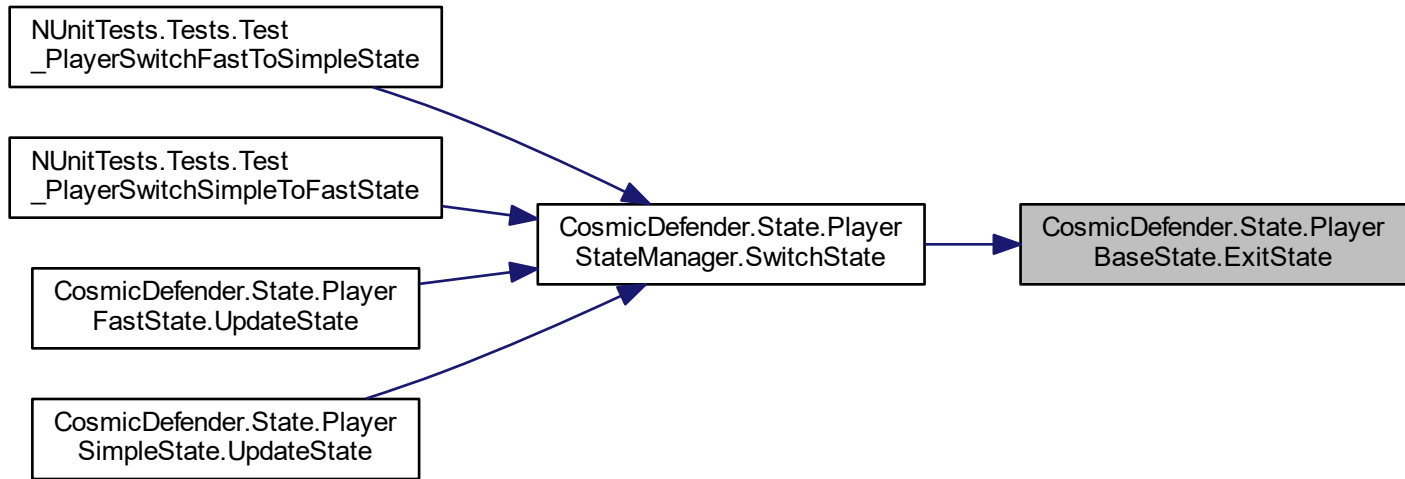 NUnitTests.Tests.Test
_PlayerSwitchFastToSimpleState
NUnitTests.Tests.Test
_PlayerSwitchSimpleToFastState
CosmicDefender.State.Player
FastState.UpdateState
CosmicDefender.State.Player
SimpleState.UpdateState
CosmicDefender.State.Player
StateManager.SwitchState
CosmicDefender.State.Player
BaseState.ExitState